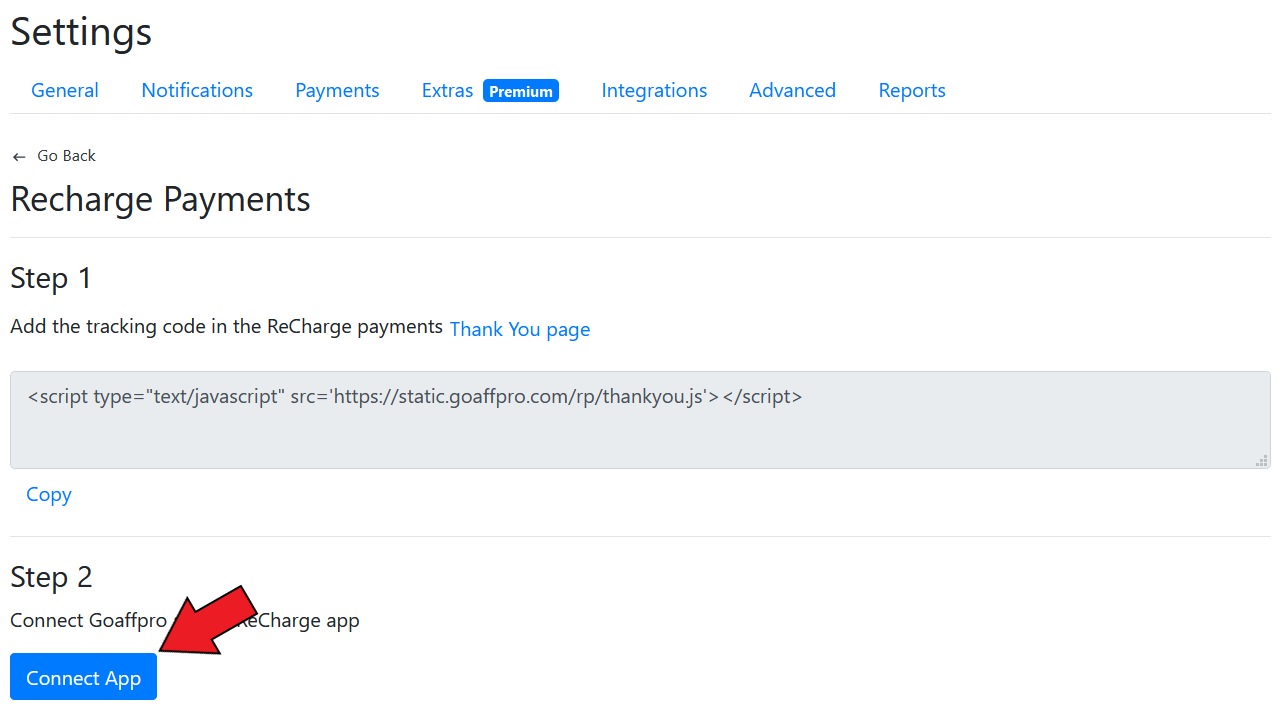 Settings
General Notifications Payments Extras Premium Integrations Advanced Reports
← Go Back
Recharge Payments
Step 1
Add the tracking code in the ReCharge payments Thank You page
<script type="text/javascript" src='https://static.goaffpro.com/rp/thankyou.js'></script>
Copy
Step 2
Connect Goaffpro ReCharge app
Connect App